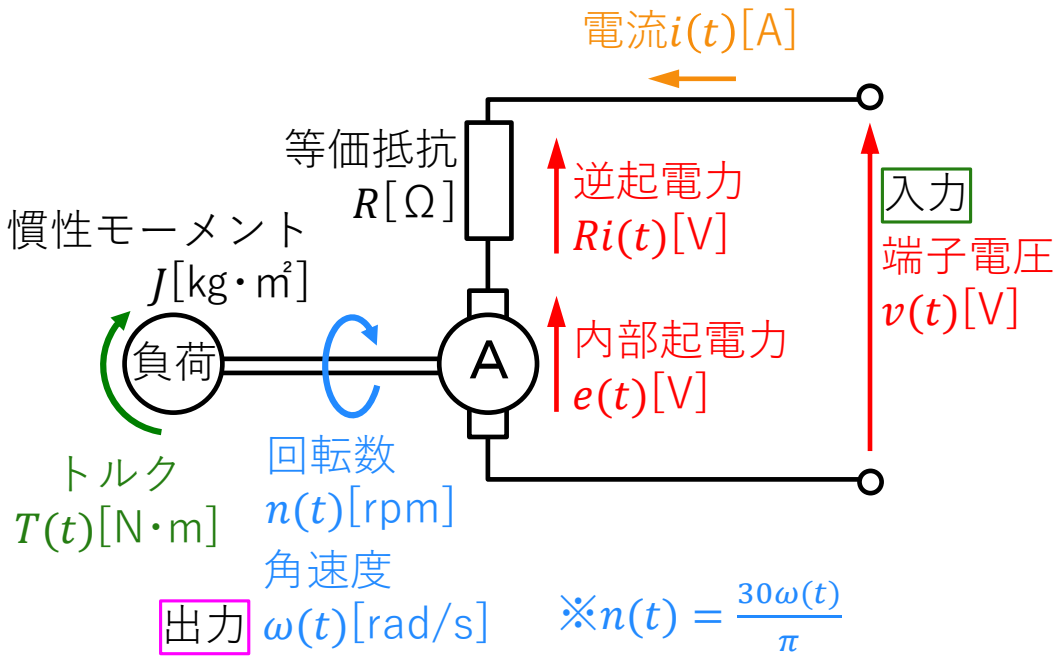 電流i(t)[A]
等価抵抗
R[Ω]
逆起電力
Ri(t)[V]
入力
端子電圧
v(t)[V]
慣性モーメント
J[kg・㎡]
負荷
A
内部起電力
e(t)[V]
トルク
T(t)[N・m]
回転数
n(t)[rpm]
角速度
出力 ω(t)[rad/s]
※n(t) = 30ω(t)/π